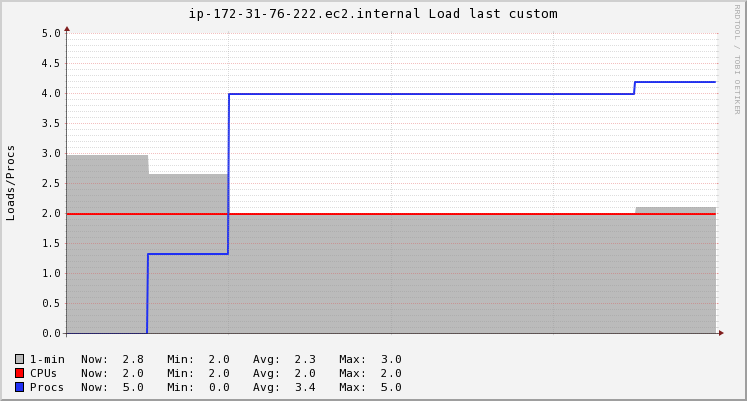 ip-172-31-76-222.ec2.internal Load last custom
RRDTOOL / TOBI OETIKER
Loads/Procs
5.0
4.5
4.0
3.5
3.0
2.5
2.0
1.5
1.0
0.5
0.0
1-min Now: 2.8 Min: 2.0 Avg: 2.3 Max: 3.0
CPUs Now: 2.0 Min: 2.0 Avg: 2.0 Max: 2.0
Procs Now: 5.0 Min: 0.0 Avg: 3.4 Max: 5.0